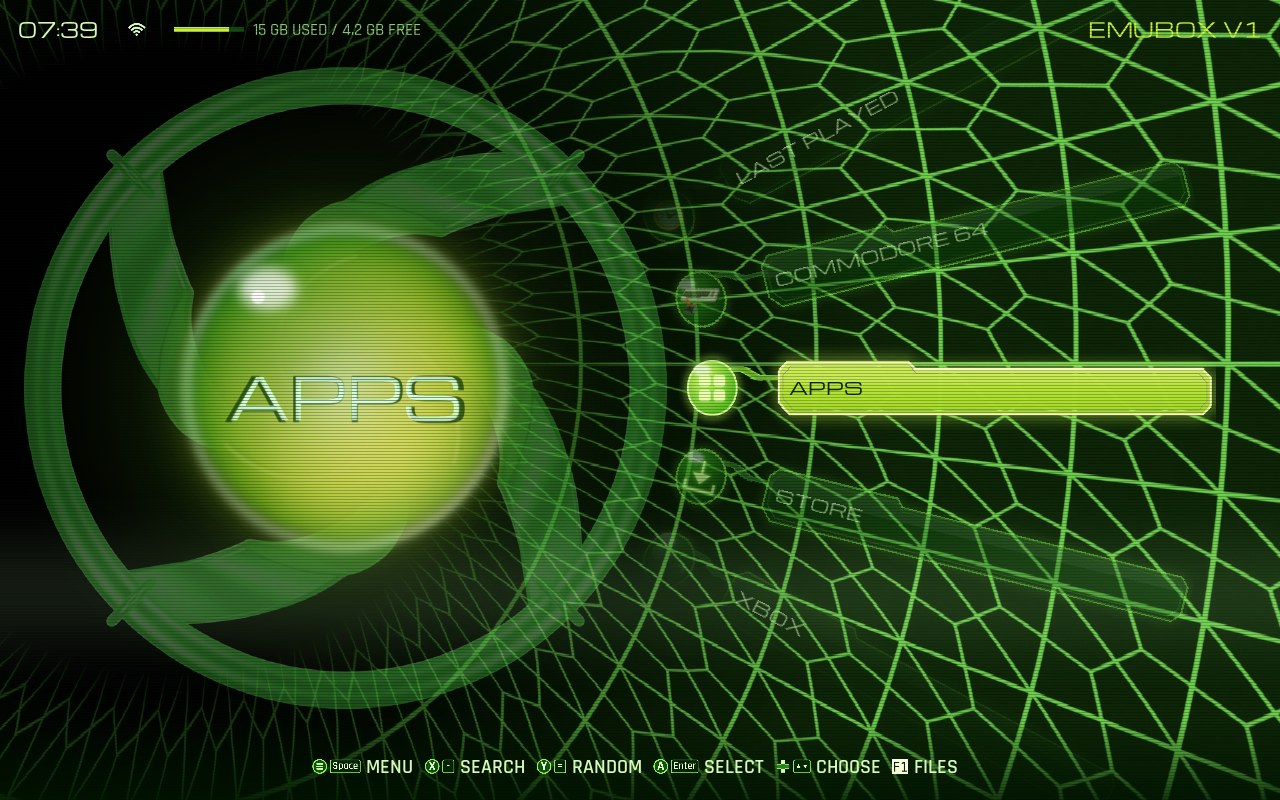 07:39 15 GB USED / 4,2 GB FREE EMUBOX V1
LAST PLAYED
COMMODORE 64
APPS
APPS
STORE
XBOX
Space MENU X - SEARCH Y = RANDOM A Enter SELECT CHOOSE F1 FILES